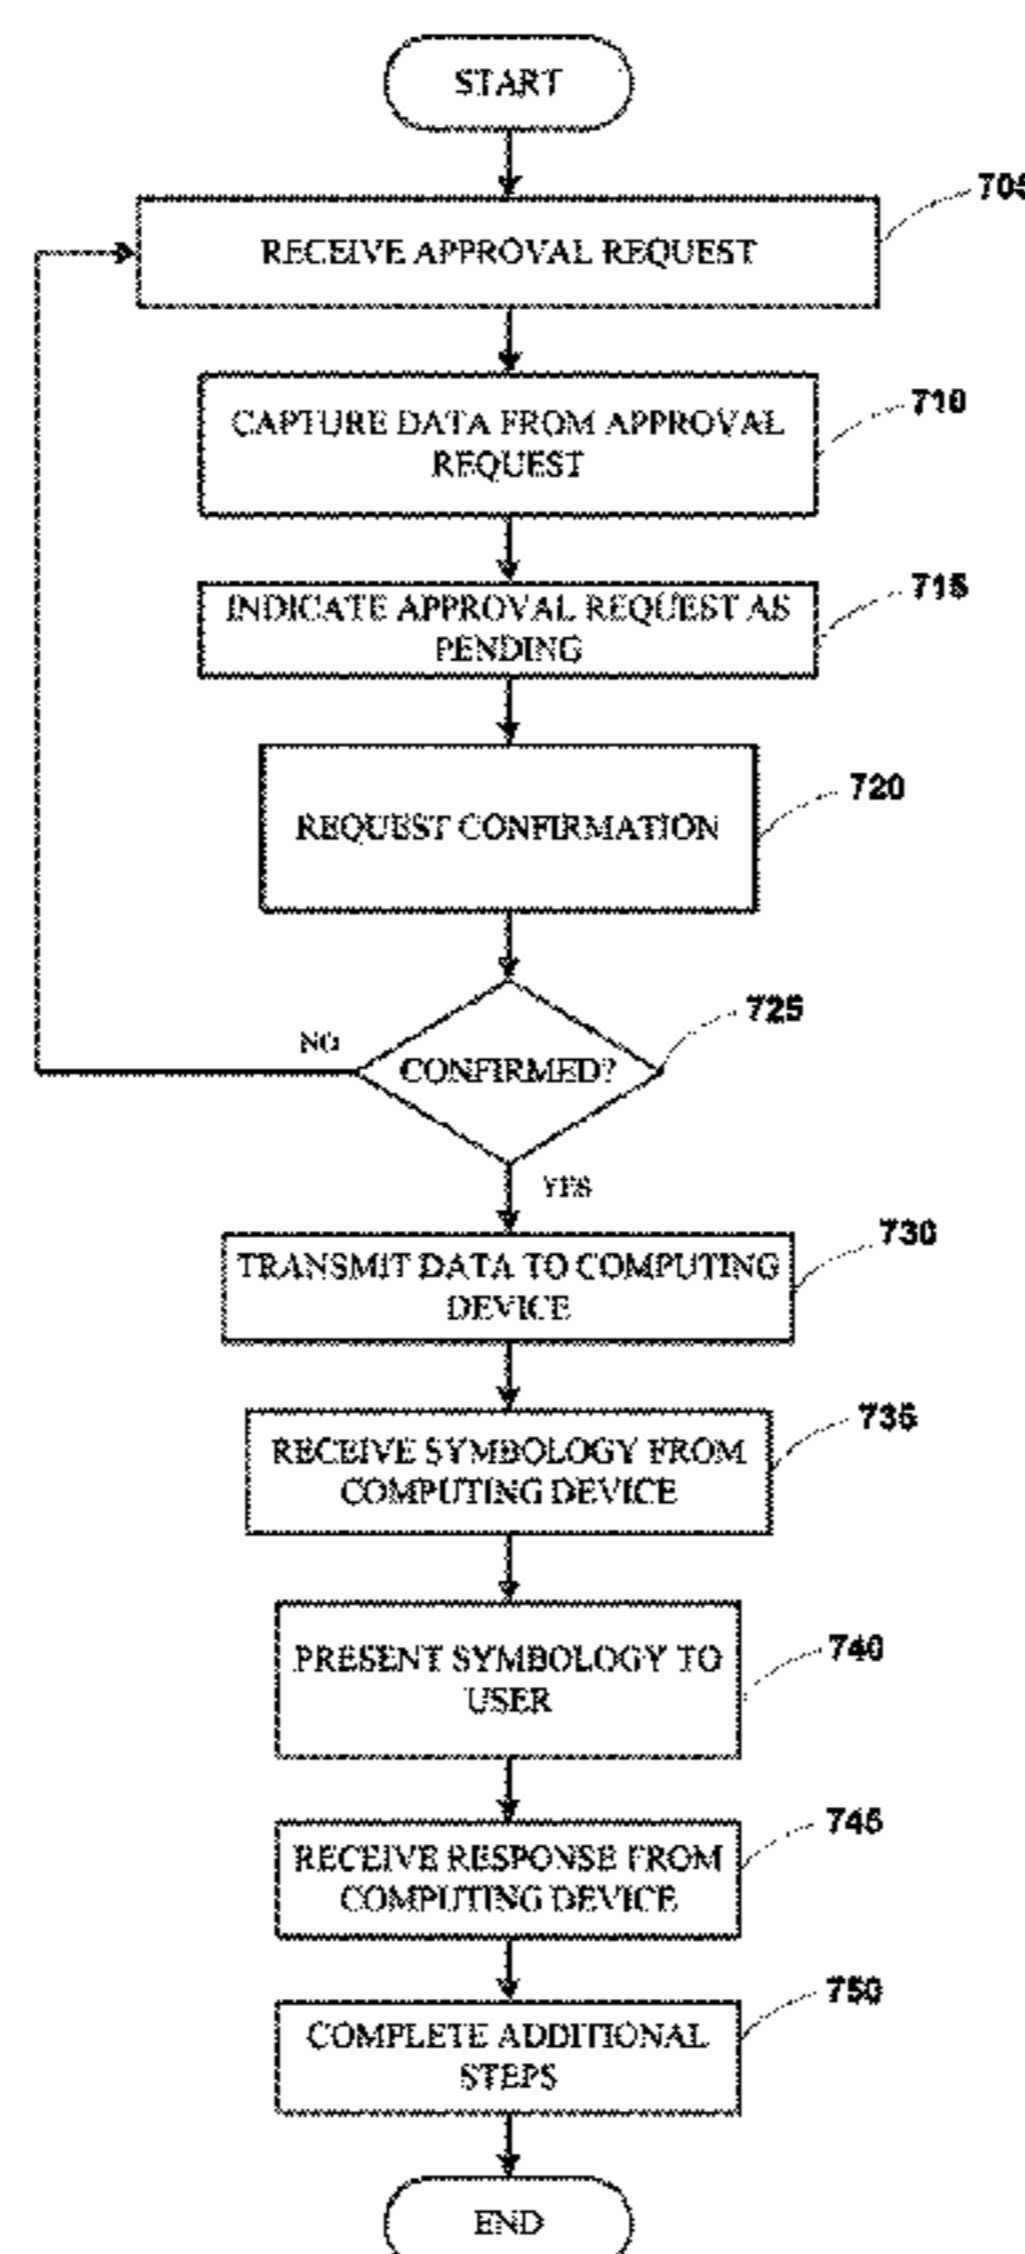 START
705
RECEIVE APPROVAL REQUEST
710
CAPTURE DATA FROM APPROVAL
REQUEST
715
INDICATE APPROVAL REQUEST AS
PENDING
720
REQUEST CONFIRMATION
725
NO
CONFIRMED?
YES
730
TRANSMIT DATA TO COMPUTING
DEVICE
735
RECEIVE SYMBOLOGY FROM
COMPUTING DEVICE
740
PRESENT SYMBOLOGY TO
USER
745
RECEIVE RESPONSE FROM
COMPUTING DEVICE
750
COMPLETE ADDITIONAL
STEPS
END